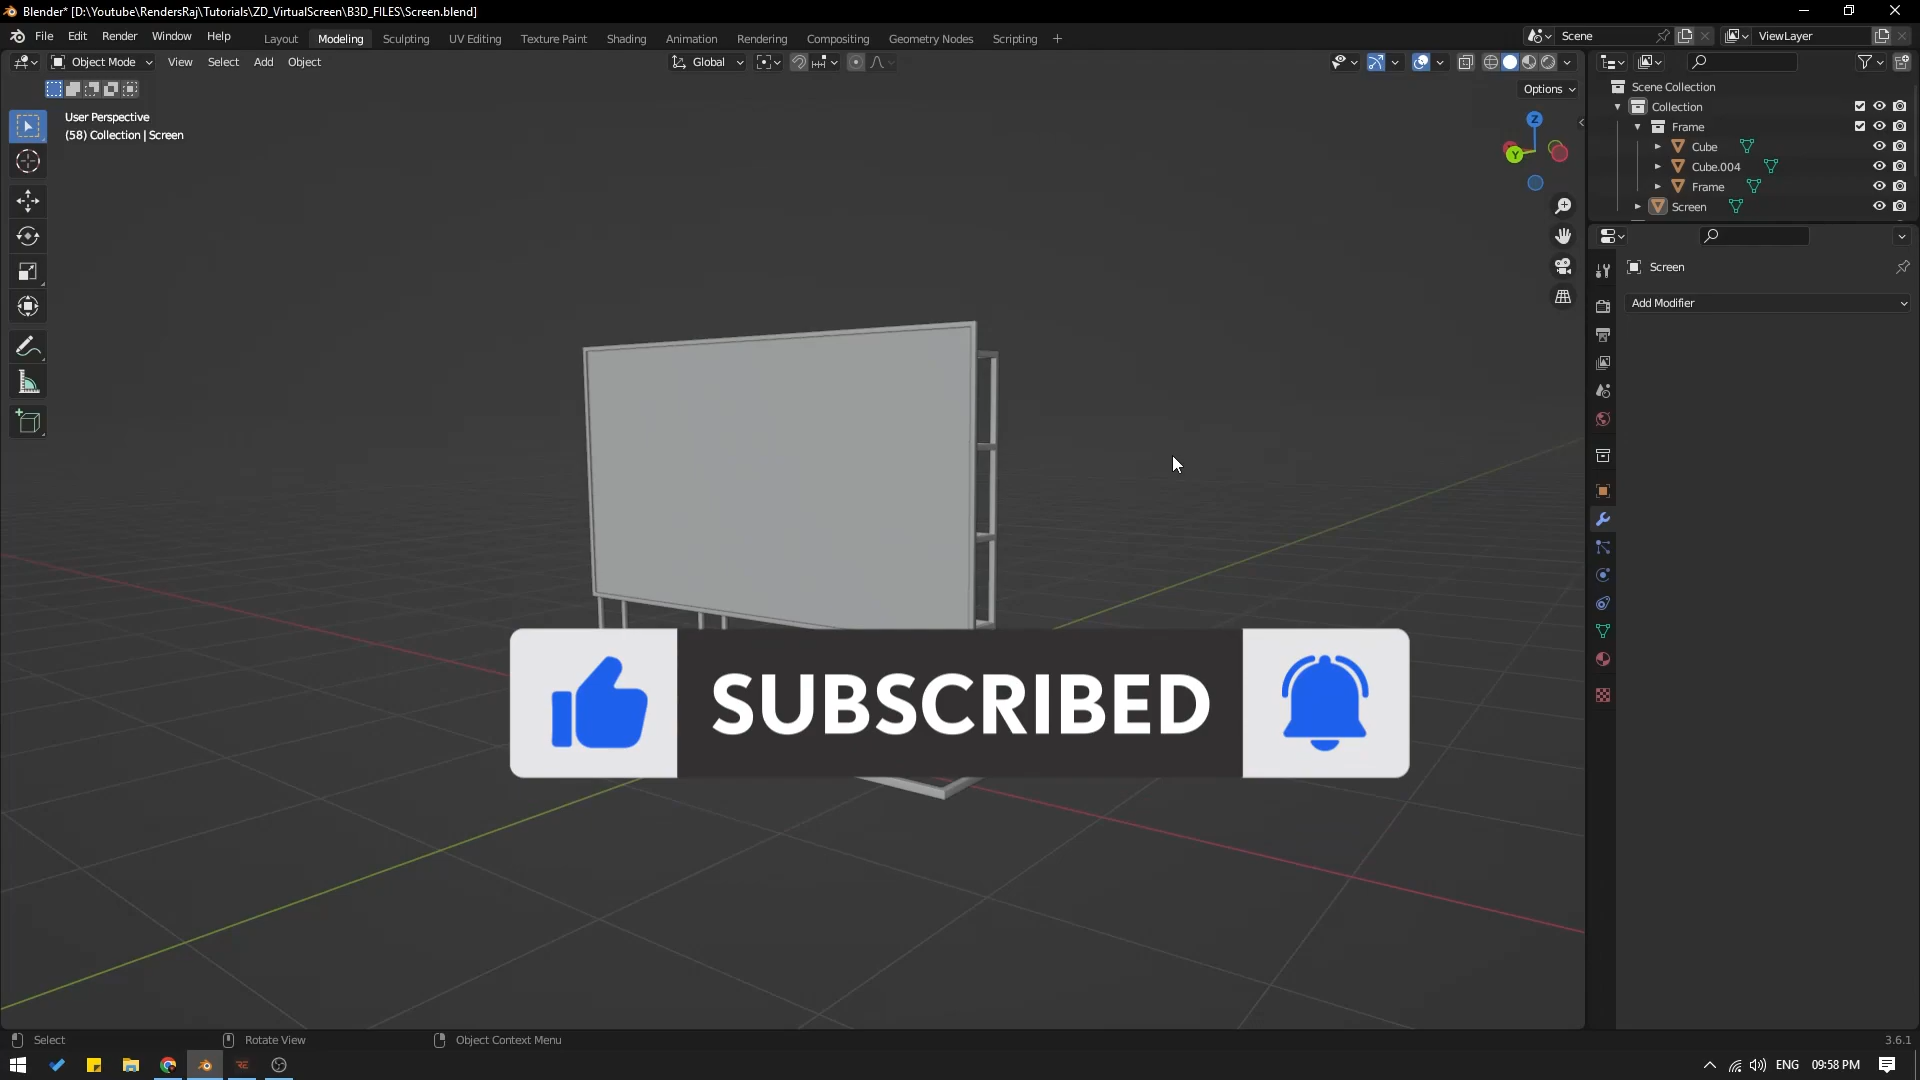 Blender* [D:\Youtube\RendersRaj\Tutorials\ZD_VirtualScreen\B3D_FILES\Screen.blend]
File Edit Render Window Help Layout Modeling Sculpting UV Editing Texture Paint Shading Animation Rendering Compositing Geometry Nodes Scripting + Scene ViewLayer
Object Mode View Select Add Object Global
Options
User Perspective
(58) Collection | Screen
Z
Y
Scene Collection
Collection
Frame
Cube
Cube.004
Frame
Screen
Screen
Add Modifier
SUBSCRIBED
Select Rotate View Object Context Menu 3.6.1
ENG 09:58 PM